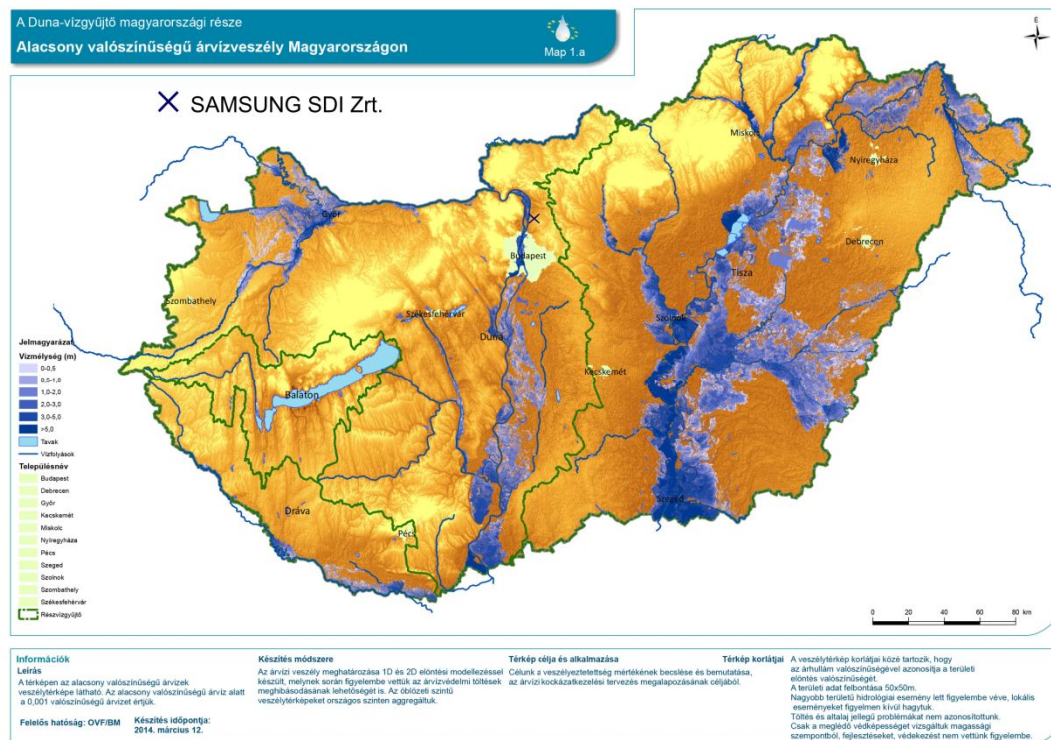 A Duna-vízgyűjtő magyarországi része
Alacsony valószínűségű árvízveszély Magyarországon
Map 1.a
É
SAMSUNG SDI Zrt.
Miskolc
Nyíregyháza
Győr
Debrecen
Budapest
Tisza
Szombathely
Székesfehérvár
Duna
Szolnok
Kecskemét
Balaton
Szeged
Dráva
Pécs
Jelmagyarázat
Vízmélység (m)
0-0,5
0,5-1,0
1,0-2,0
2,0-3,0
3,0-5,0
>5,0
Tavak
Vízfolyások
Településnév
Budapest
Debrecen
Győr
Kecskemét
Miskolc
Nyíregyháza
Pécs
Szeged
Szolnok
Szombathely
Székesfehérvár
Részvízgyűjtő
0 20 40 60 80 km
Információk
Leírás
A térképen az alacsony valószínűségű árvizek
veszélytérképe látható. Az alacsony valószínűségű árvíz alatt
a 0,001 valószínűségű árvizet értjük.
Felelős hatóság: OVF/BM
Készítés időpontja:
2014. március 12.
Készítés módszere
Az árvízi veszély meghatározása 1D és 2D elöntési modellezéssel
készült, melynek során figyelembe vettük az árvízvédelmi töltések
meghibásodásának lehetőségét is. Az öblözeti szintű
veszélytérképeket országos szinten aggregáltuk.
Térkép célja és alkalmazása
Célunk a veszélyeztetettség mértékének becslése és bemutatása,
az árvízi kockázatkezelési tervezés megalapozásának céljából.
Térkép korlátjai
A veszélytérkép korlátjai közé tartozik, hogy
az árhullám valószínűségével azonosítja a területi
elöntés valószínűségét.
A területi adat felbontása 50x50m.
Nagyobb területű hidrológiai esemény lett figyelembe véve, lokális
eseményeket figyelmen kívül hagytuk.
Töltés és altalaj jellegű problémákat nem azonosítottunk.
Csak a meglédő védképességet vizsgáltuk magassági
szempontból, fejlesztéseket, védekezést nem vettünk figyelembe.